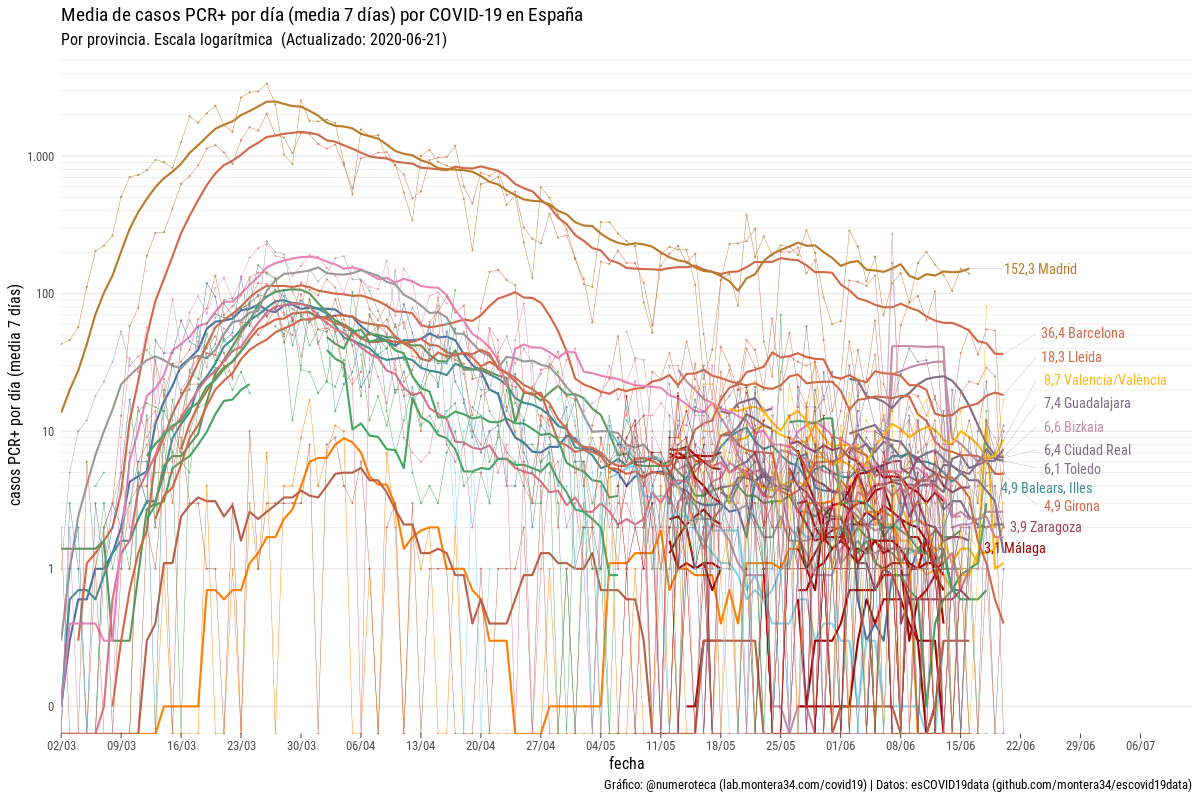 Media de casos PCR+ por día (media 7 días) por COVID-19 en España
Por provincia. Escala logarítmica (Actualizado: 2020-06-21)
casos PCR+ por día (media 7 días)
1.000
100
10
1
0
152,3 Madrid
36,4 Barcelona
18,3 Lleida
8,7 Valencia/València
7,4 Guadalajara
6,6 Bizkaia
6,4 Ciudad Real
6,1 Toledo
4,9 Balears, Illes
4,9 Girona
3,9 Zaragoza
3,1 Málaga
02/03 09/03 16/03 23/03 30/03 06/04 13/04 20/04 27/04 04/05 11/05 18/05 25/05 01/06 08/06 15/06 22/06 29/06 06/07
fecha
Gráfico: @numeroteca (lab.montera34.com/covid19) | Datos: esCOVID19data (github.com/montera34/escovid19data)